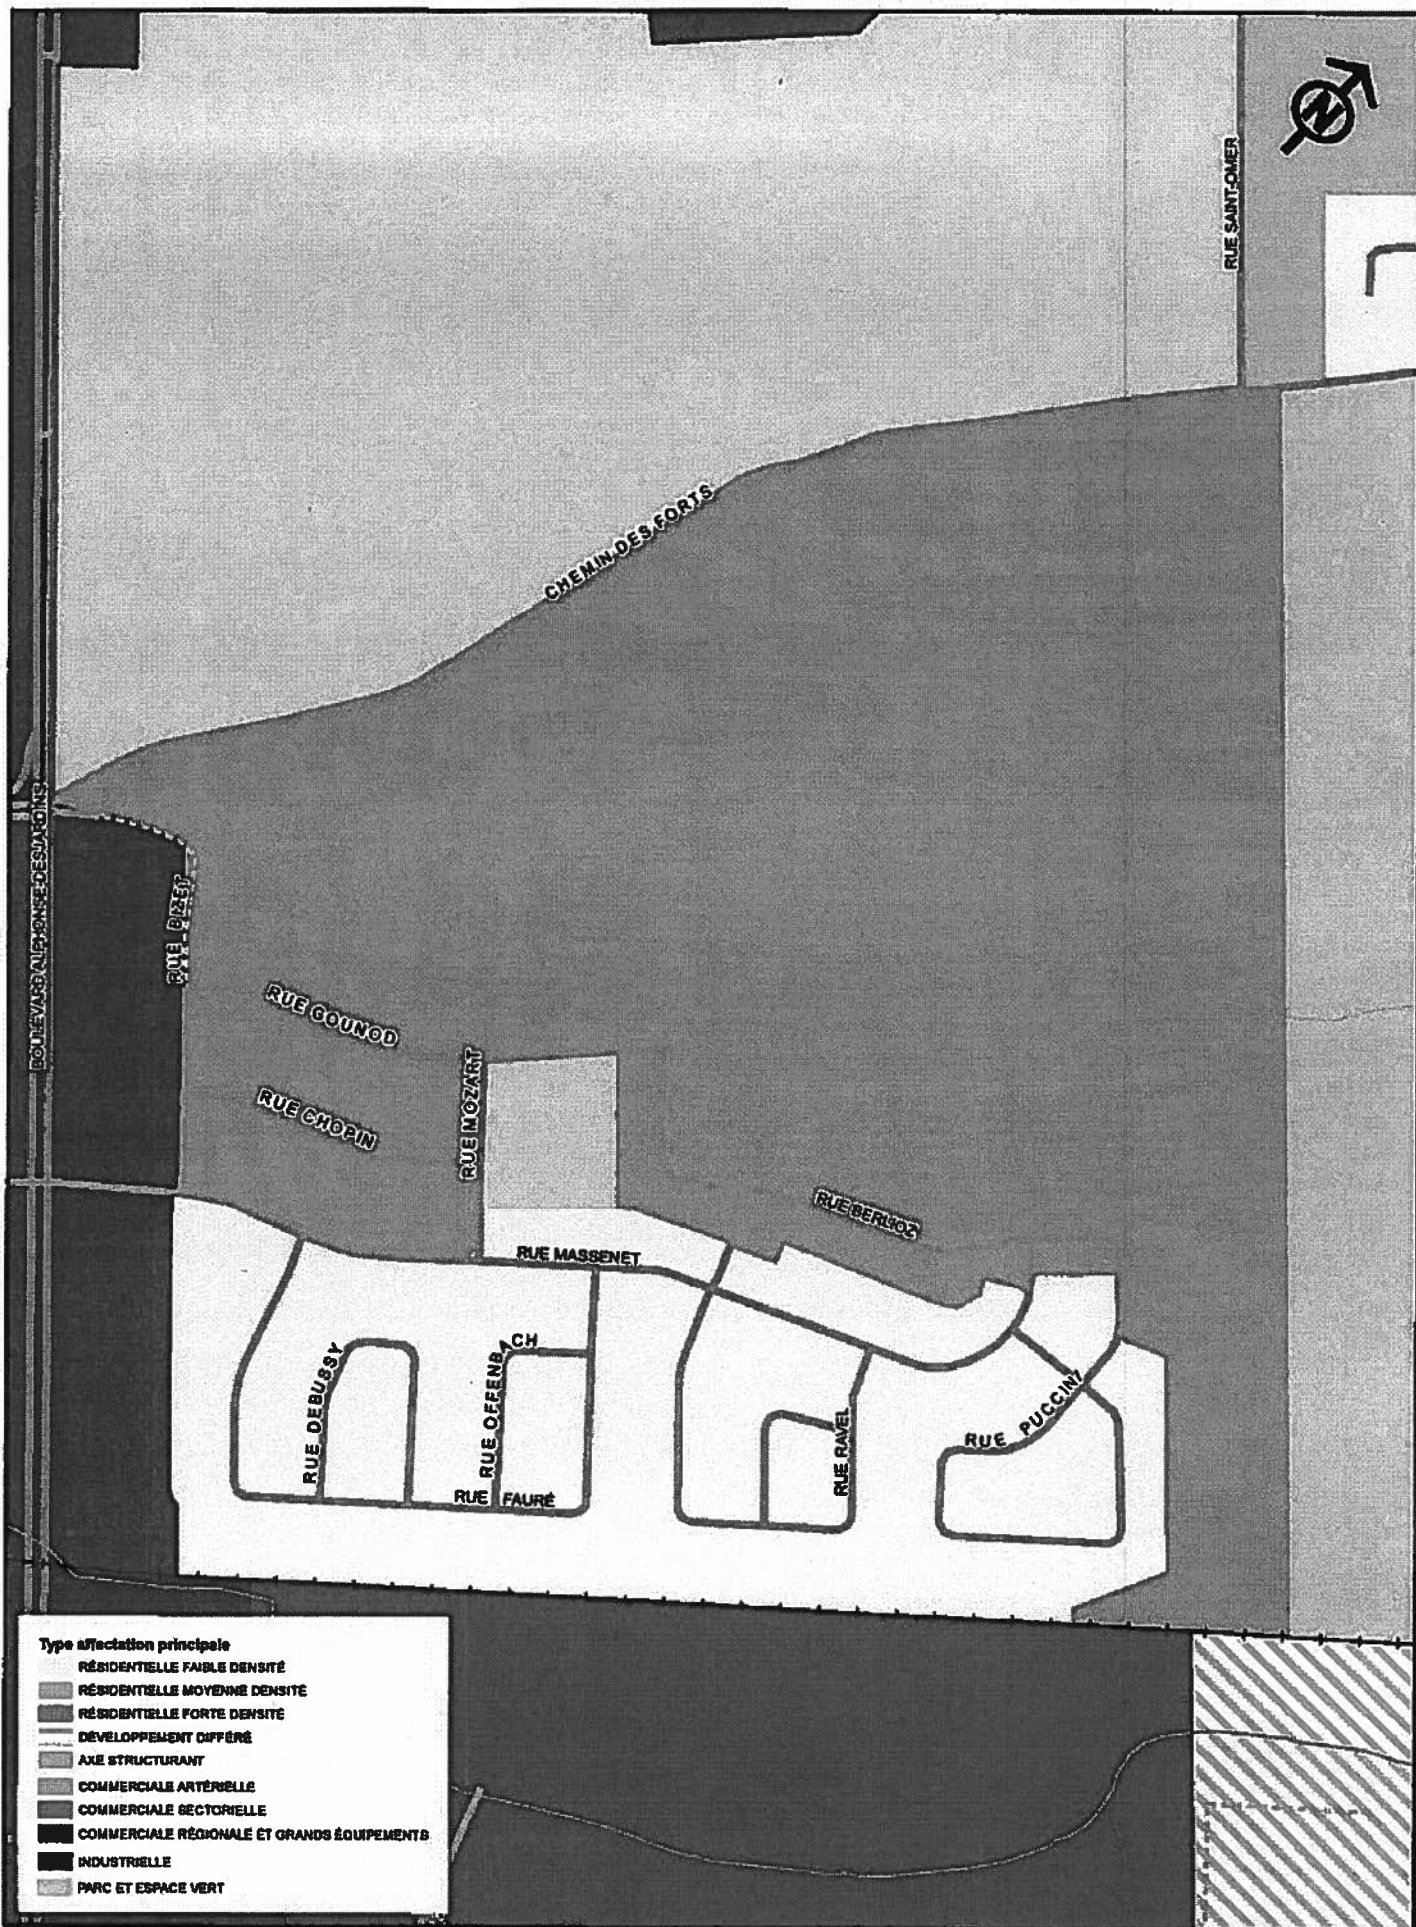 N
RUE SAINT-OMER
CHEMIN DES FORTS
BOULEVARD ALPHONSE-DESJARDINS
RUE BIZET
RUE GOUNOD
RUE CHOPIN
RUE MOZART
RUE BERLIOZ
RUE MASSENET
RUE DEBUSSY
RUE OFFENBACH
RUE RAVEL
RUE PUCCINI
RUE FAURÉ
Type affectation principale
RÉSIDENTIELLE FAIBLE DENSITÉ
RÉSIDENTIELLE MOYENNE DENSITÉ
RÉSIDENTIELLE FORTE DENSITÉ
DÉVELOPPEMENT DIFFÉRÉ
AXE STRUCTURANT
COMMERCIALE ARTÉRIELLE
COMMERCIALE SECTORIELLE
COMMERCIALE RÉGIONALE ET GRANDS ÉQUIPEMENTS
INDUSTRIELLE
PARC ET ESPACE VERT